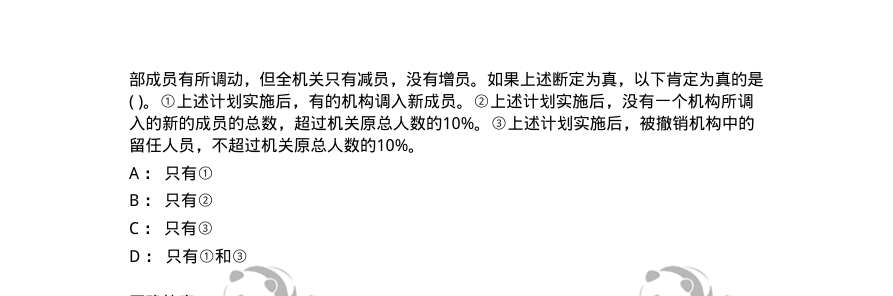 部成员有所调动，但全机关只有减员，没有增员。如果上述断定为真，以下肯定为真的是
( )。①上述计划实施后，有的机构调入新成员。②上述计划实施后，没有一个机构所调
入的新的成员的总数，超过机关原总人数的10%。③上述计划实施后，被撤销机构中的
留任人员，不超过机关原总人数的10%。
A： 只有①
B： 只有②
C： 只有③
D： 只有①和③